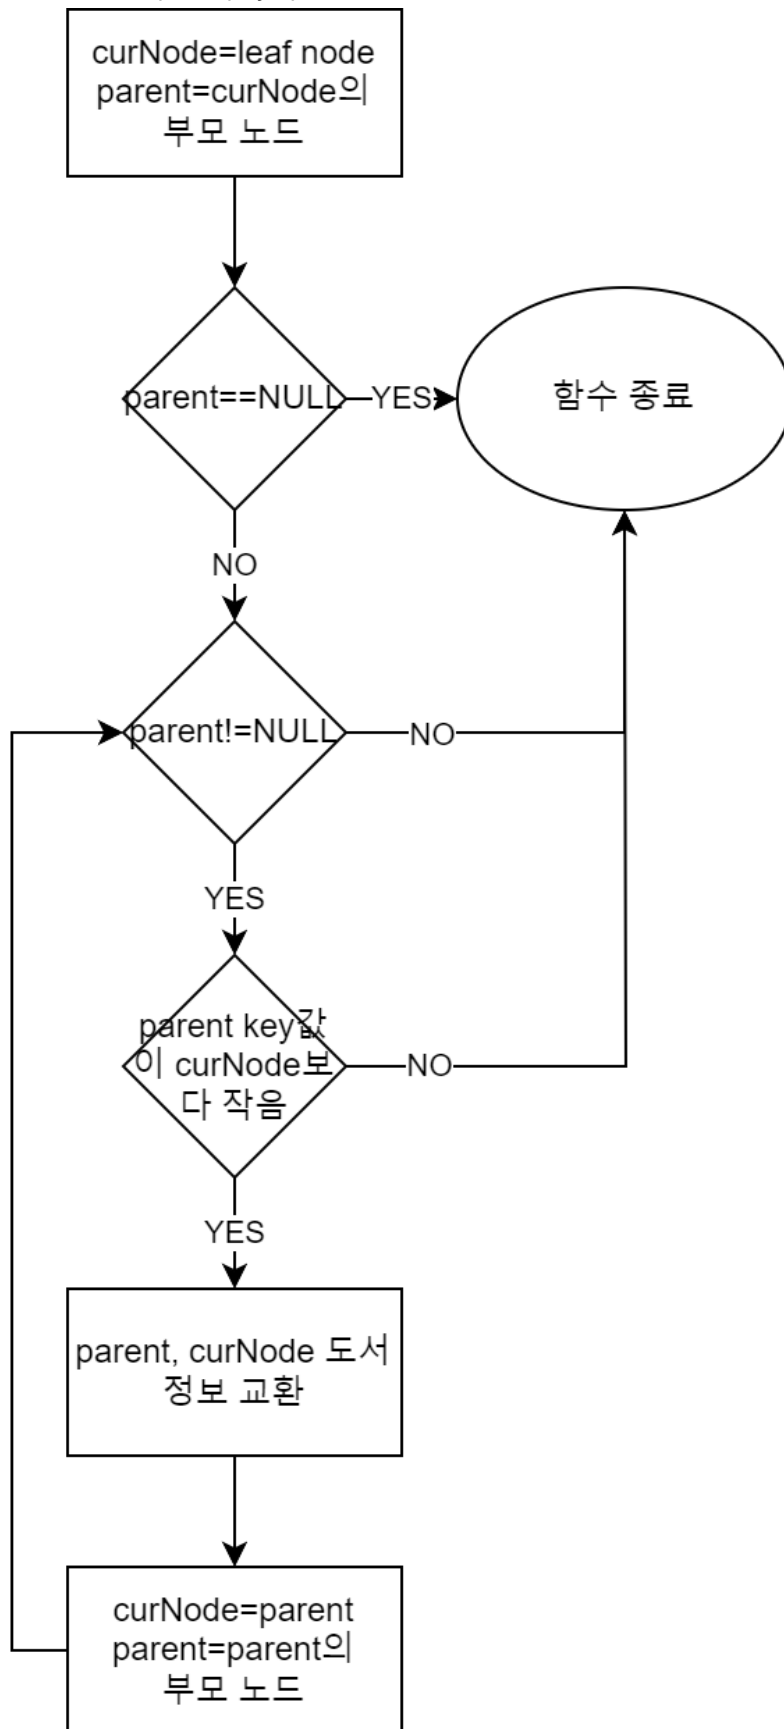 curNode=leaf node
parent=curNode의
부모 노드
parent==NULL
YES
함수 종료
NO
parent!=NULL
NO
YES
parent key값
이 curNode보
다 작음
NO
YES
parent, curNode 도서
정보 교환
curNode=parent
parent=parent의
부모 노드